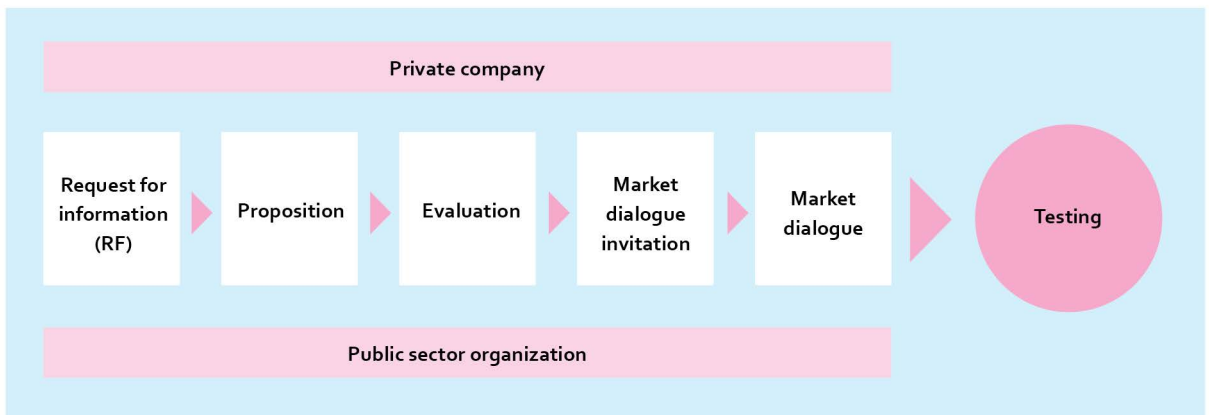 Private company
Request for
information
(RF)
Proposition
Evaluation
Market
dialogue
invitation
Market
dialogue
Testing
Public sector organization